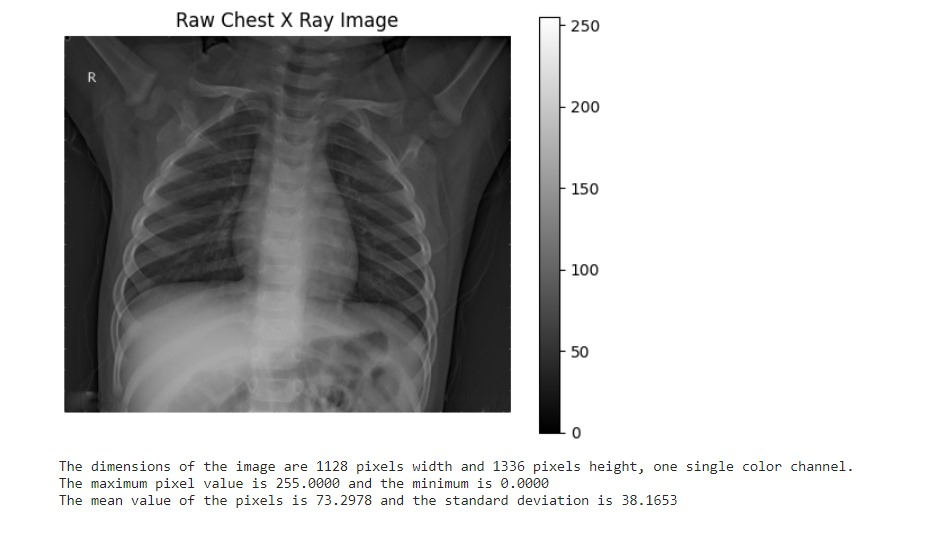 Raw Chest X Ray Image
R
250
200
150
100
50
0
The dimensions of the image are 1128 pixels width and 1336 pixels height, one single color channel.
The maximum pixel value is 255.0000 and the minimum is 0.0000
The mean value of the pixels is 73.2978 and the standard deviation is 38.1653